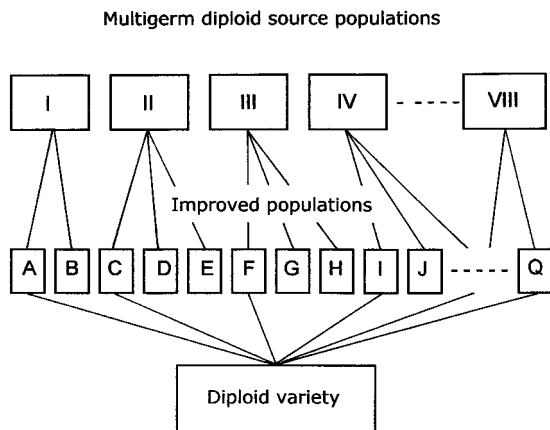 Multigerm diploid source populations
I II III IV VIII
Improved populations
A B C D E F G H I J Q
Diploid variety